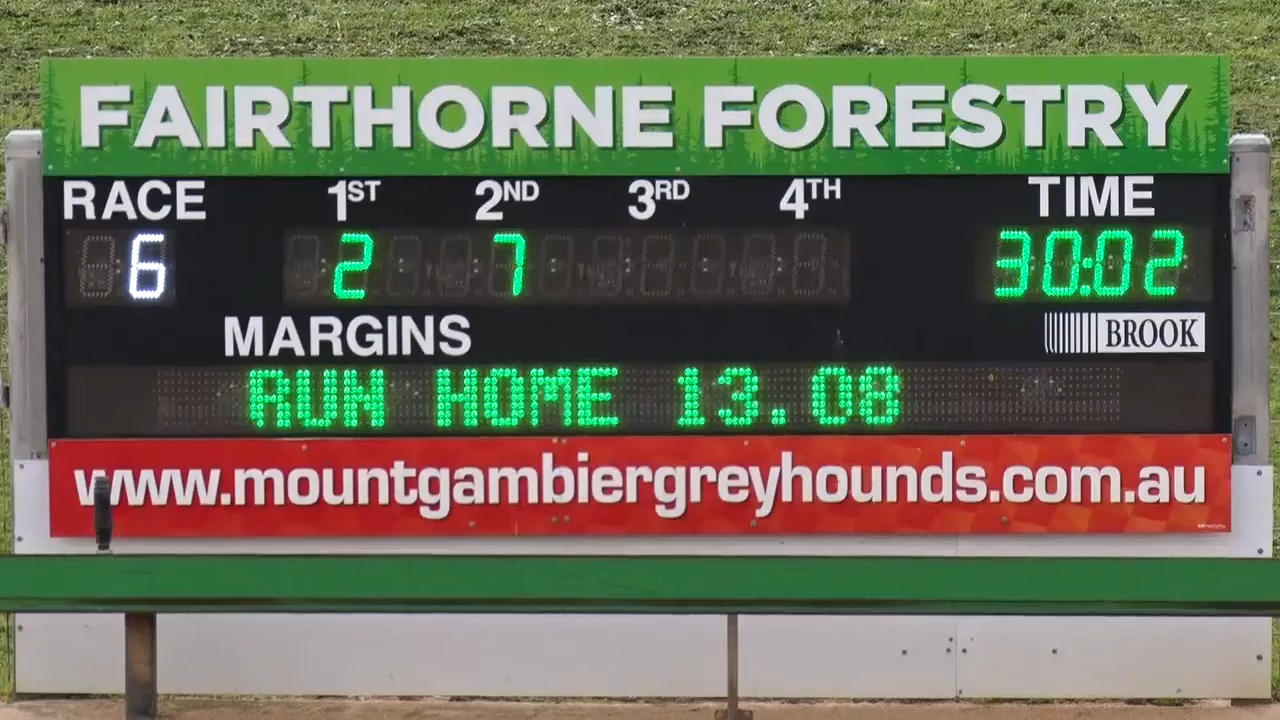 FAIRTHORNE FORESTRY
RACE 1ST 2ND 3RD 4TH TIME
6 2 7 30:02
MARGINS BROOK
RUN HOME 13.08
www.mountgambiergreyhounds.com.au